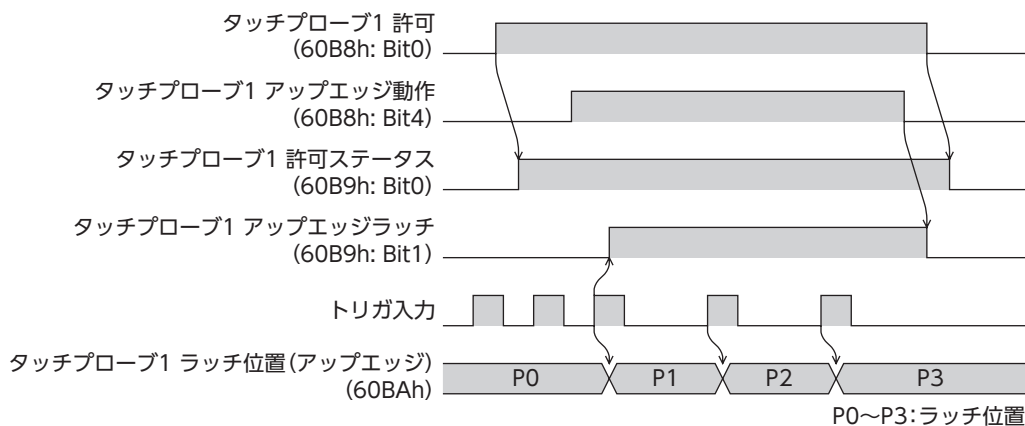 タッチプローブ1 許可
(60B8h: Bit0)
タッチプローブ1 アップエッジ動作
(60B8h: Bit4)
タッチプローブ1 許可ステータス
(60B9h: Bit0)
タッチプローブ1 アップエッジラッチ
(60B9h: Bit1)
トリガ入力
タッチプローブ1 ラッチ位置(アップエッジ)
(60BAh)
P0 P1 P2 P3
P0~P3:ラッチ位置